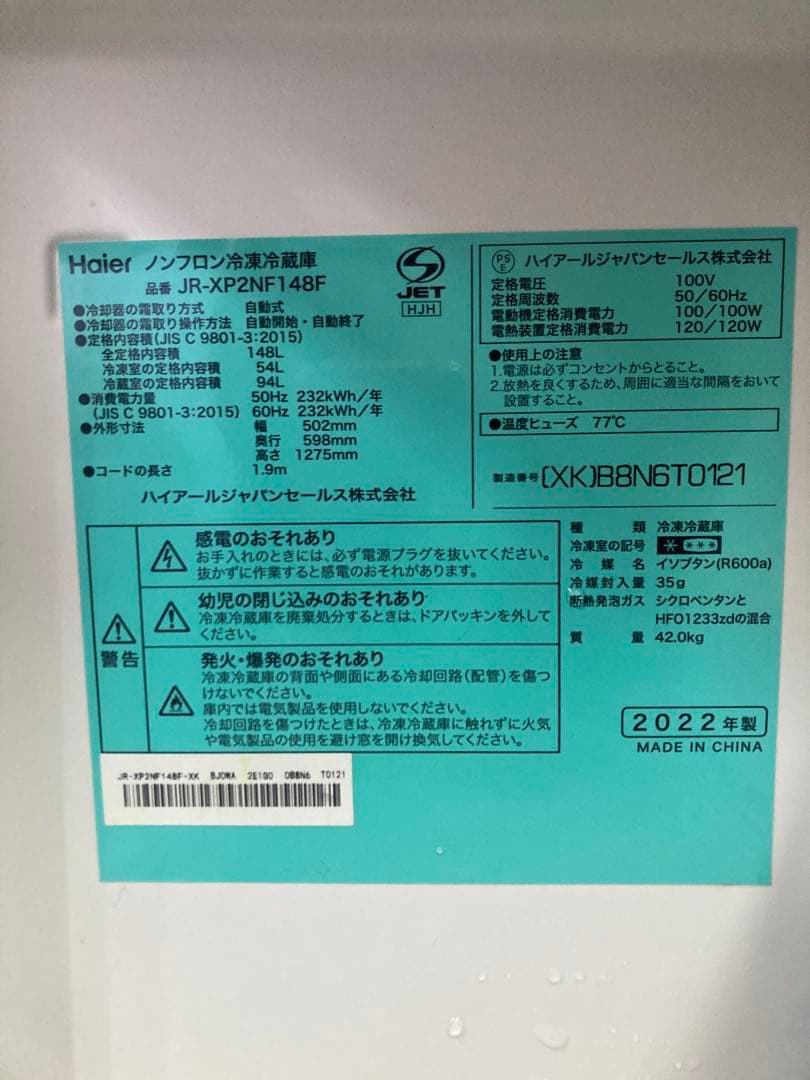 Haier ノンフロン冷凍冷蔵庫
品番 JR-XP2NF148F
S
JET
HJH
●冷却器の霜取り方式 自動式
●冷却器の霜取り操作方法 自動開始・自動終了
●定格内容積(JIS C 9801-3:2015)
全定格内容積 148L
冷凍室の定格内容積 54L
冷蔵室の定格内容積 94L
●消費電力量 50Hz 232kWh/年
(JIS C 9801-3:2015) 60Hz 232kWh/年
●外形寸法 幅 502mm
奥行 598mm
高さ 1275mm
●コードの長さ 1.9m
ハイアールジャパンセールス株式会社
PSE ハイアールジャパンセールス株式会社
定格電圧 100V
定格周波数 50/60Hz
電動機定格消費電力 100/100W
電熱装置定格消費電力 120/120W
●使用上の注意
1.電源は必ずコンセントからとること。
2.放熱を良くするため、周囲に適当な間隔をおいて
設置すること。
●温度ヒューズ 77℃
製造番号(XK)B8N6T0121
警告
感電のおそれあり
お手入れのときには、必ず電源プラグを抜いてください。
抜かずに作業すると感電のおそれがあります。
幼児の閉じ込めのおそれあり
冷凍冷蔵庫を廃棄処分するときは、ドアパッキンを外して
ください。
発火・爆発のおそれあり
冷凍冷蔵庫の背面や側面にある冷却回路(配管)を傷つ
けないでください。
庫内では電気製品を使用しないでください。
冷却回路を傷つけたときは、冷凍冷蔵庫に触れずに火気
や電気製品の使用を避け窓を開け換気してください。
種類 冷凍冷蔵庫
冷凍室の記号 * ***
冷媒名 イソブタン(R600a)
冷媒封入量 35g
断熱発泡ガス シクロペンタンと
HFO1233zdの混合
質量 42.0kg
2022年製
MADE IN CHINA
JR-XP2NF148F-XK BJ0WA 2E1G0 0B8N6 T0121